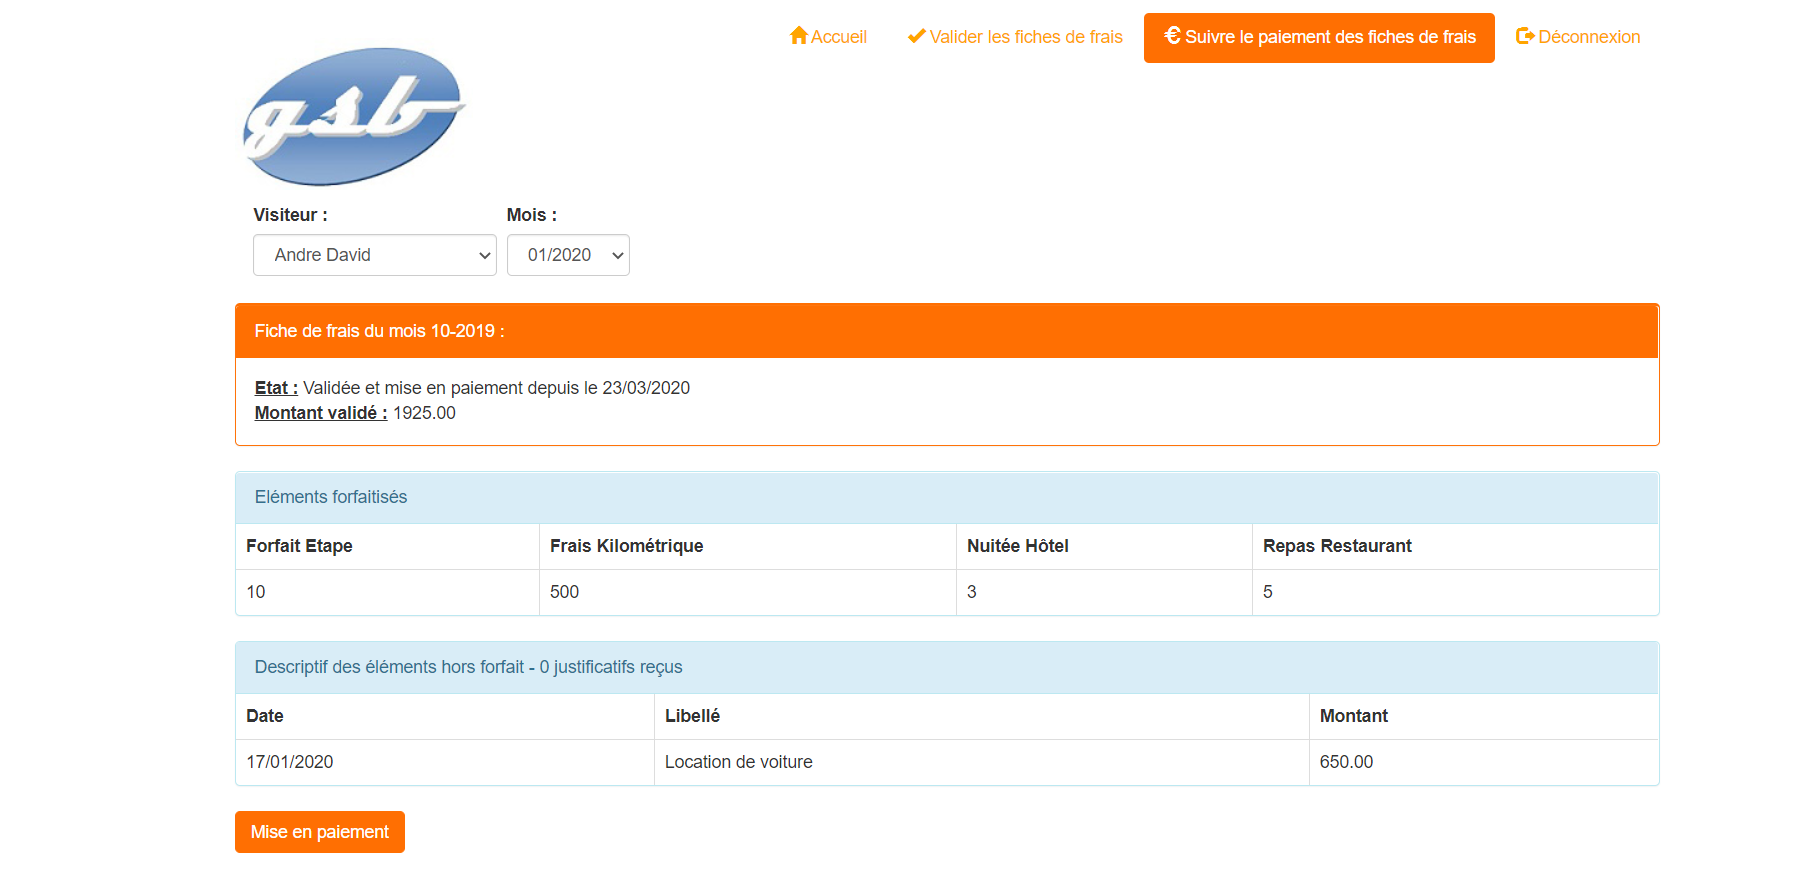 Accueil Valider les fiches de frais € Suivre le paiement des fiches de frais Déconnexion
gsb
Visiteur : Mois :
Andre David 01/2020
Fiche de frais du mois 10-2019 :
Etat : Validée et mise en paiement depuis le 23/03/2020
Montant validé : 1925.00
Eléments forfaitisés
Forfait Etape Frais Kilométrique Nuitée Hôtel Repas Restaurant
10 500 3 5
Descriptif des éléments hors forfait - 0 justificatifs reçus
Date Libellé Montant
17/01/2020 Location de voiture 650.00
Mise en paiement